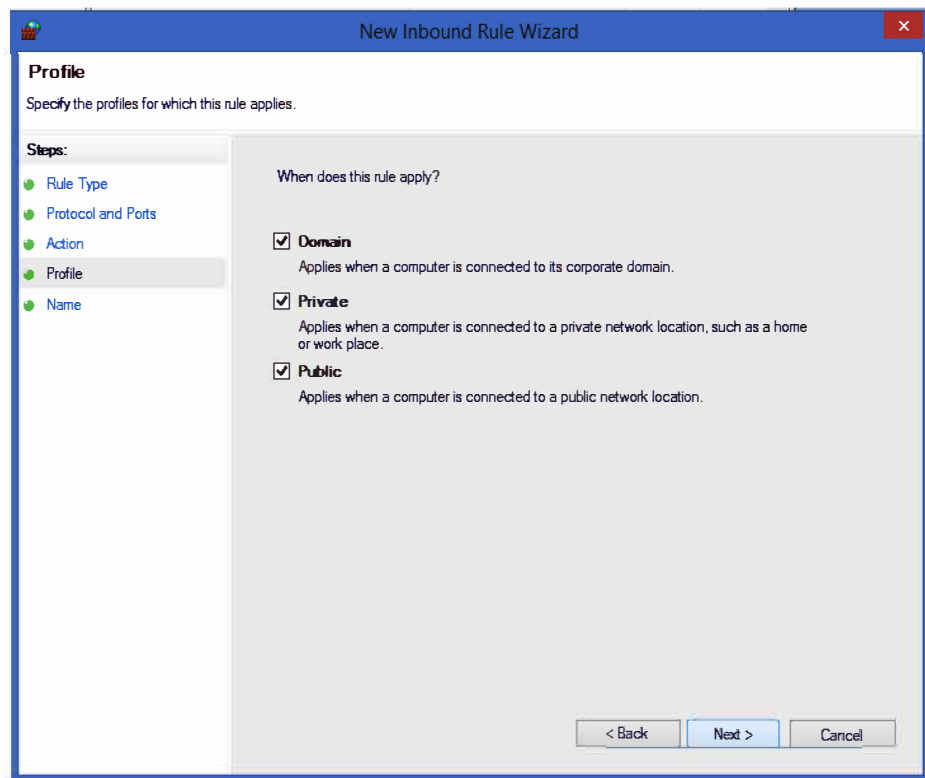 New Inbound Rule Wizard
Profile
Specify the profiles for which this rule applies.
Steps:
Rule Type
Protocol and Ports
Action
Profile
Name
When does this rule apply?
Domain
Applies when a computer is connected to its corporate domain.
Private
Applies when a computer is connected to a private network location, such as a home
or work place.
Public
Applies when a computer is connected to a public network location.
< Back
Next >
Cancel